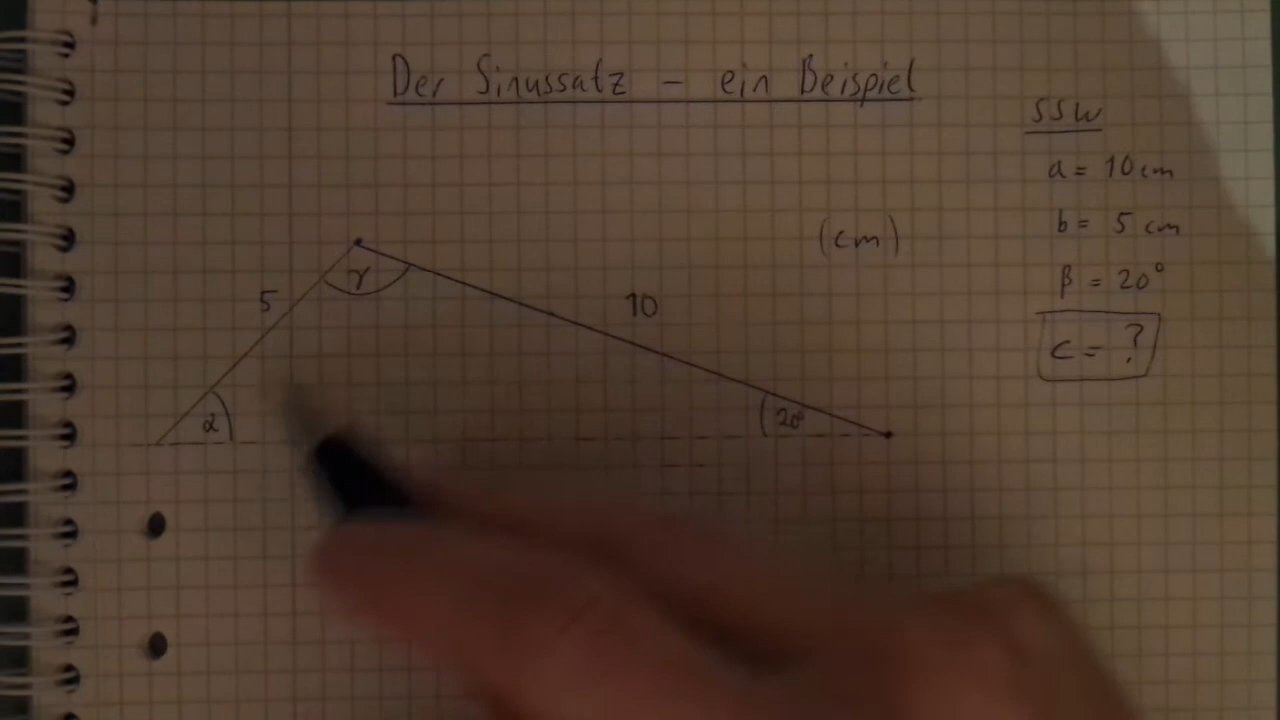 Der Sinussatz - ein Beispiel
SSW
a = 10 cm
b = 5 cm
β = 20°
c = ?
(cm)
γ
5
10
α
20°